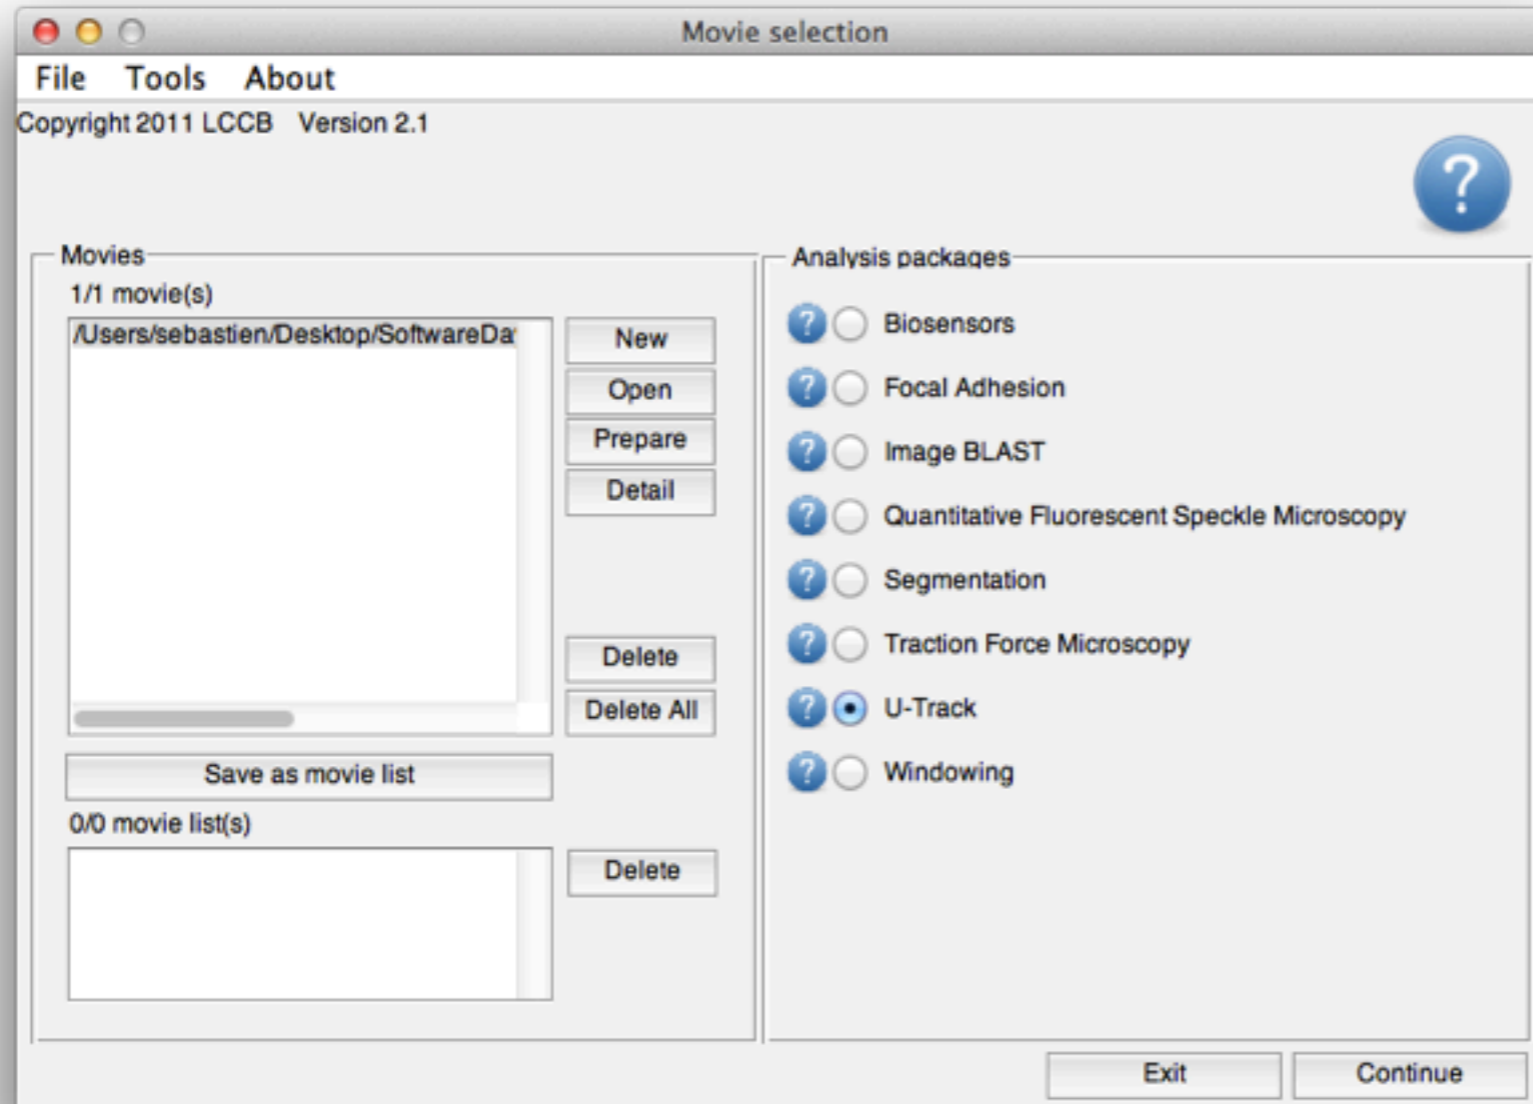 Movie selection
File Tools About
Copyright 2011 LCCB Version 2.1
?
Movies
1/1 movie(s)
/Users/sebastien/Desktop/SoftwareDa
New
Open
Prepare
Detail
Delete
Delete All
Save as movie list
0/0 movie list(s)
Delete
Analysis packages
? Biosensors
? Focal Adhesion
? Image BLAST
? Quantitative Fluorescent Speckle Microscopy
? Segmentation
? Traction Force Microscopy
? U-Track
? Windowing
Exit
Continue